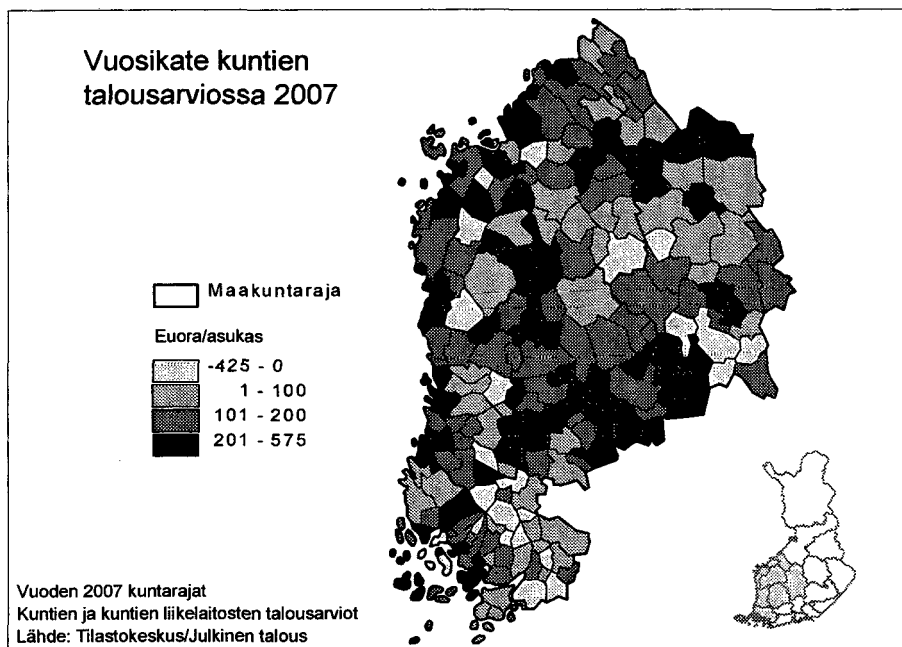 Vuosikate kuntien
talousarviossa 2007
Maakuntaraja
Euora/asukas
-425 - 0
1 - 100
101 - 200
201 - 575
Vuoden 2007 kuntarajat
Kuntien ja kuntien liikelaitosten talousarviot
Lähde: Tilastokeskus/Julkinen talous